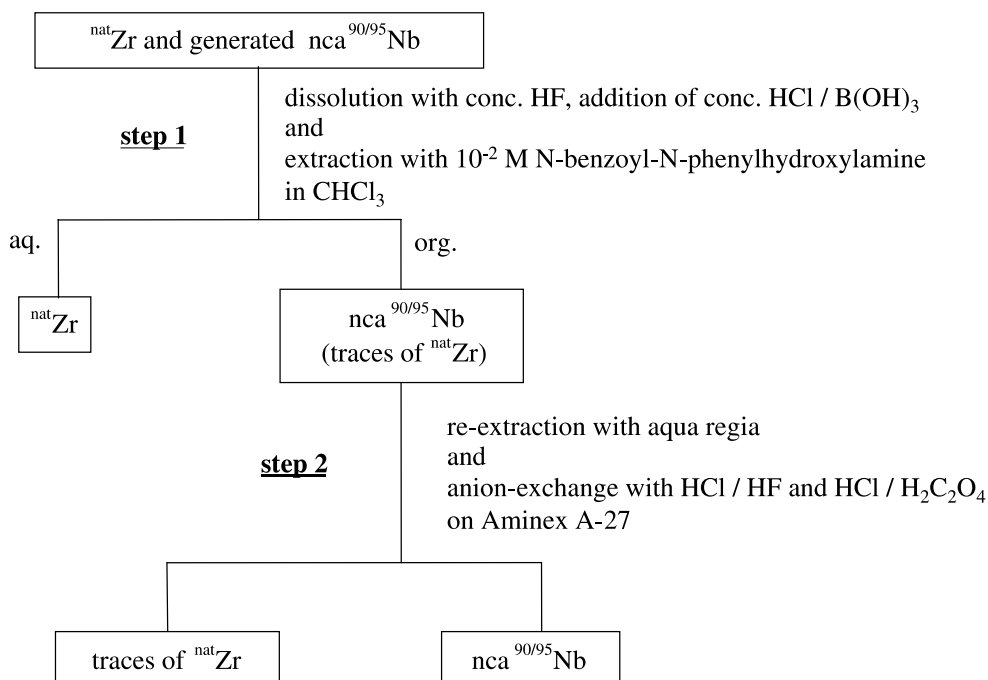 ⁿᵃᵗZr and generated nca ⁹⁰/⁹⁵Nb
dissolution with conc. HF, addition of conc. HCl / B(OH)₃
and
extraction with 10⁻² M N-benzoyl-N-phenylhydroxylamine
in CHCl₃
step 1
aq.
org.
ⁿᵃᵗZr
nca ⁹⁰/⁹⁵Nb
(traces of ⁿᵃᵗZr)
re-extraction with aqua regia
and
anion-exchange with HCl / HF and HCl / H₂C₂O₄
on Aminex A-27
step 2
traces of ⁿᵃᵗZr
nca ⁹⁰/⁹⁵Nb